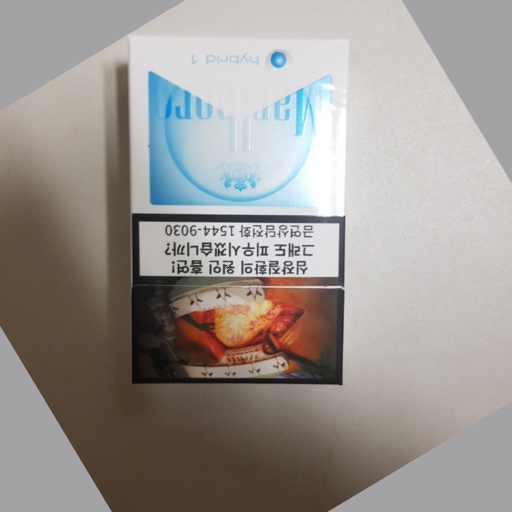 심장질환의 원인 흡연!
그래도 피우시겠습니까?
금연상담전화 1544-9030
Marlboro
hybrid 1